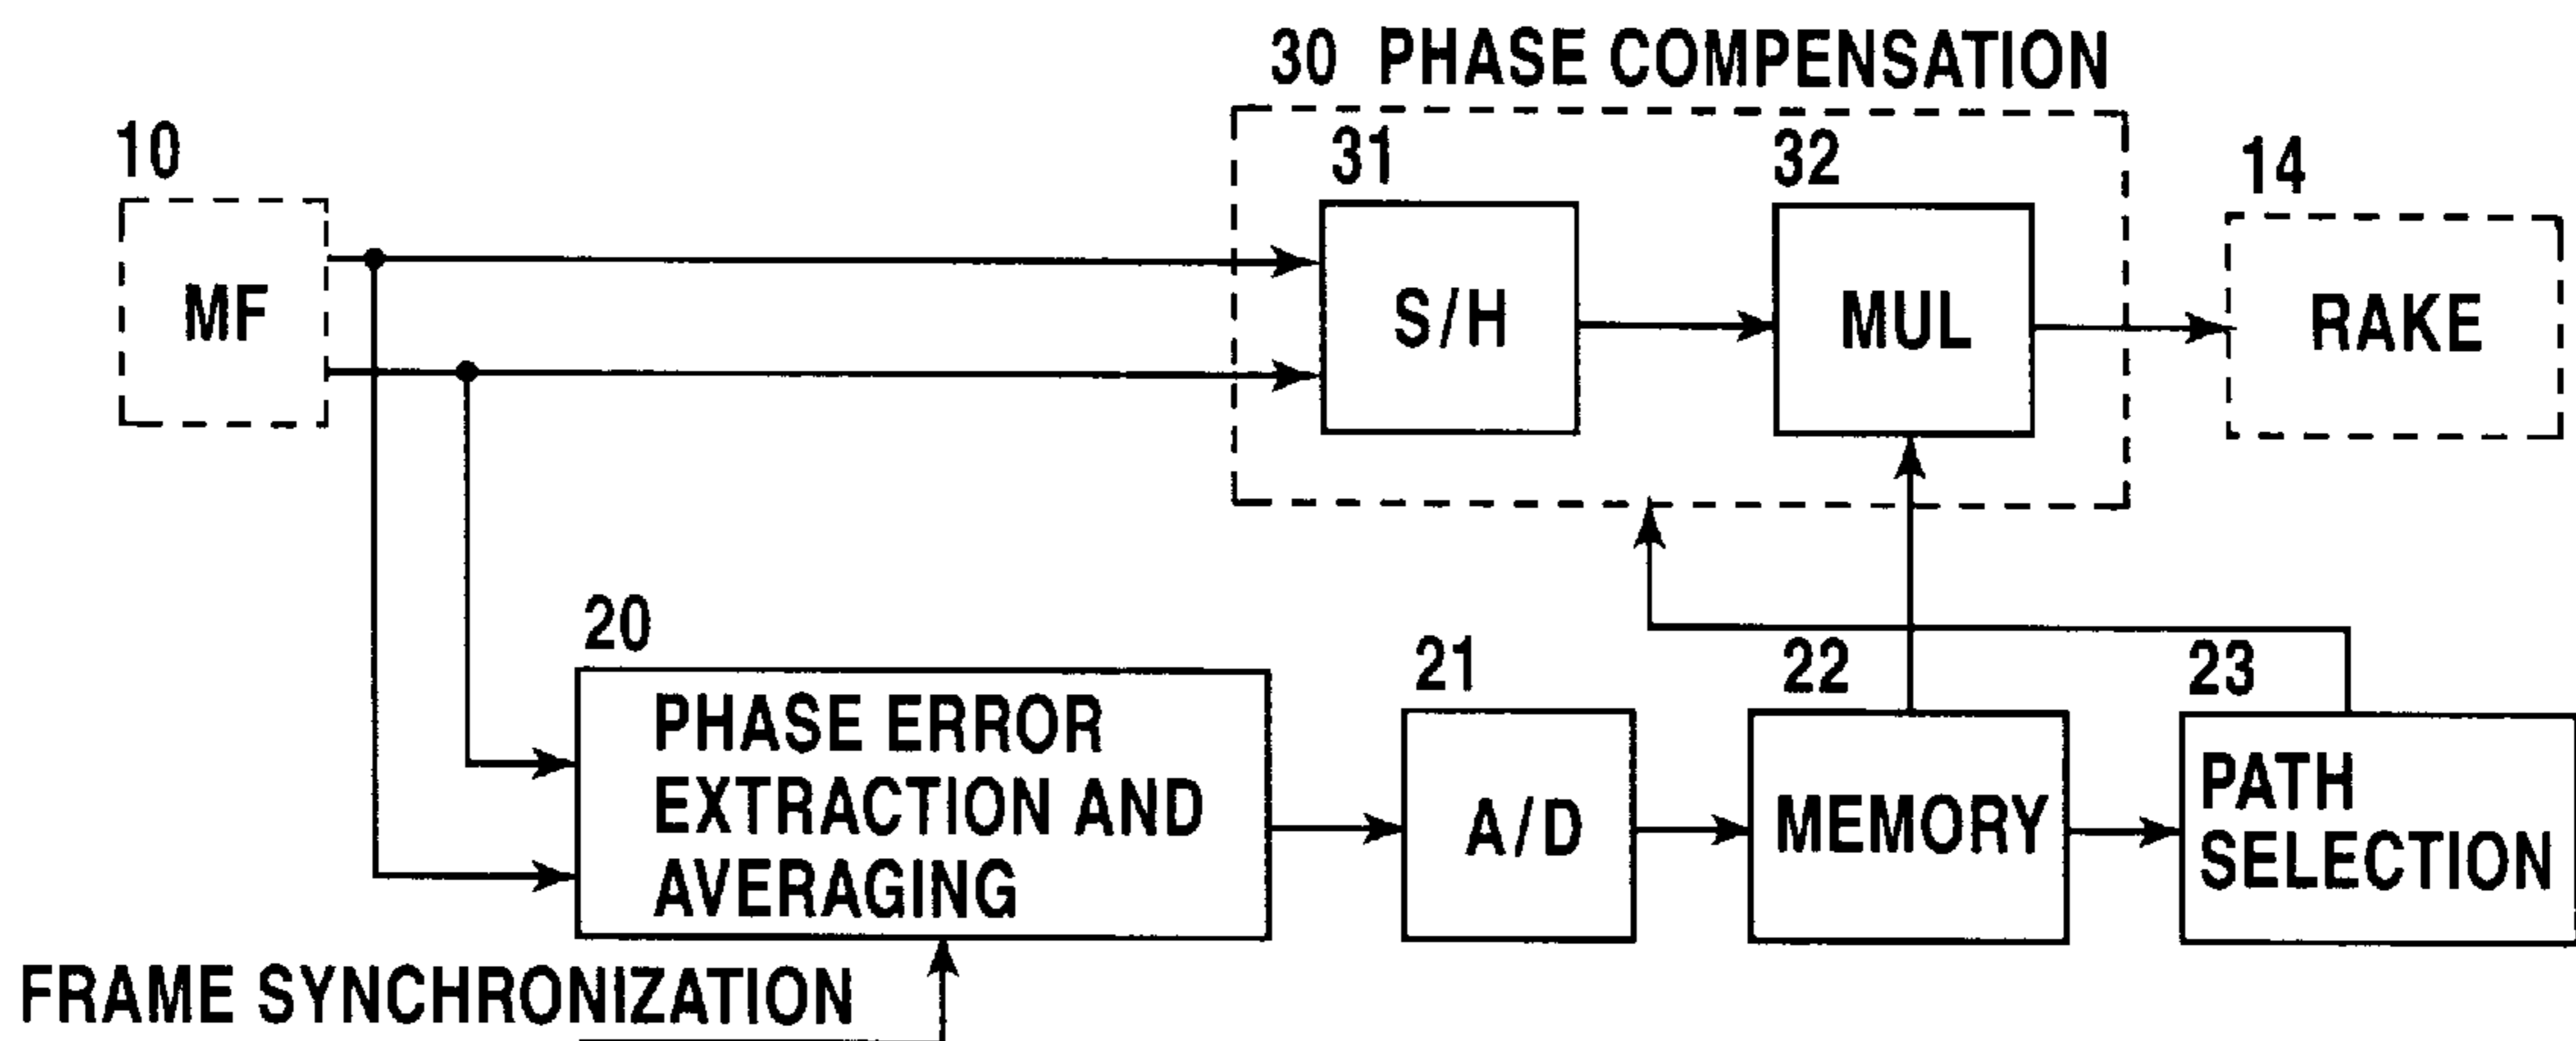 30 PHASE COMPENSATION
10
31
32
14
MF
S/H
MUL
RAKE
20
21
22
23
PHASE ERROR
EXTRACTION AND
AVERAGING
A/D
MEMORY
PATH
SELECTION
FRAME SYNCHRONIZATION